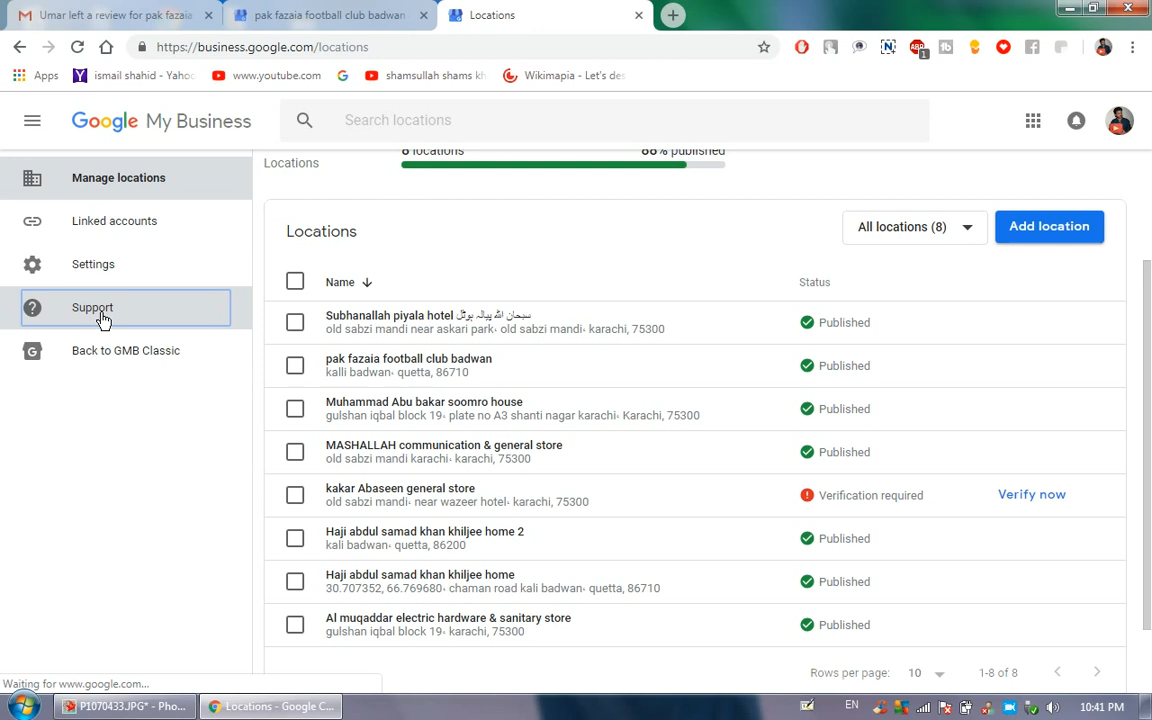 Umar left a review for pak fazaia
pak fazaia football club badwan
Locations
https://business.google.com/locations
1
Apps
ismail shahid - Yahoo
www.youtube.com
shamsullah shams kh
Wikimapia - Let's des
Google My Business
Search locations
Manage locations
Linked accounts
Settings
Support
Back to GMB Classic
Locations
8 locations
88% published
Locations
All locations (8)
Add location
Name
Status
Subhanallah piyala hotel سبحان اللہ پیالہ ہوٹل
old sabzi mandi near askari park، old sabzi mandi، karachi, 75300
Published
pak fazaia football club badwan
kalli badwan، quetta, 86710
Published
Muhammad Abu bakar soomro house
gulshan iqbal block 19، plate no A3 shanti nagar karachi، Karachi, 75300
Published
MASHALLAH communication & general store
old sabzi mandi karachi، karachi, 75300
Published
kakar Abaseen general store
old sabzi mandi، near wazeer hotel، karachi, 75300
Verification required
Verify now
Haji abdul samad khan khiljee home 2
kali badwan، quetta, 86200
Published
Haji abdul samad khan khiljee home
30.707352, 66.769680، chaman road kali badwan، quetta, 86710
Published
Al muqaddar electric hardware & sanitary store
gulshan iqbal block 19، karachi, 75300
Published
Rows per page: 10
1-8 of 8
Waiting for www.google.com...
P1070433.JPG* - Pho...
Locations - Google C...
EN
10:41 PM